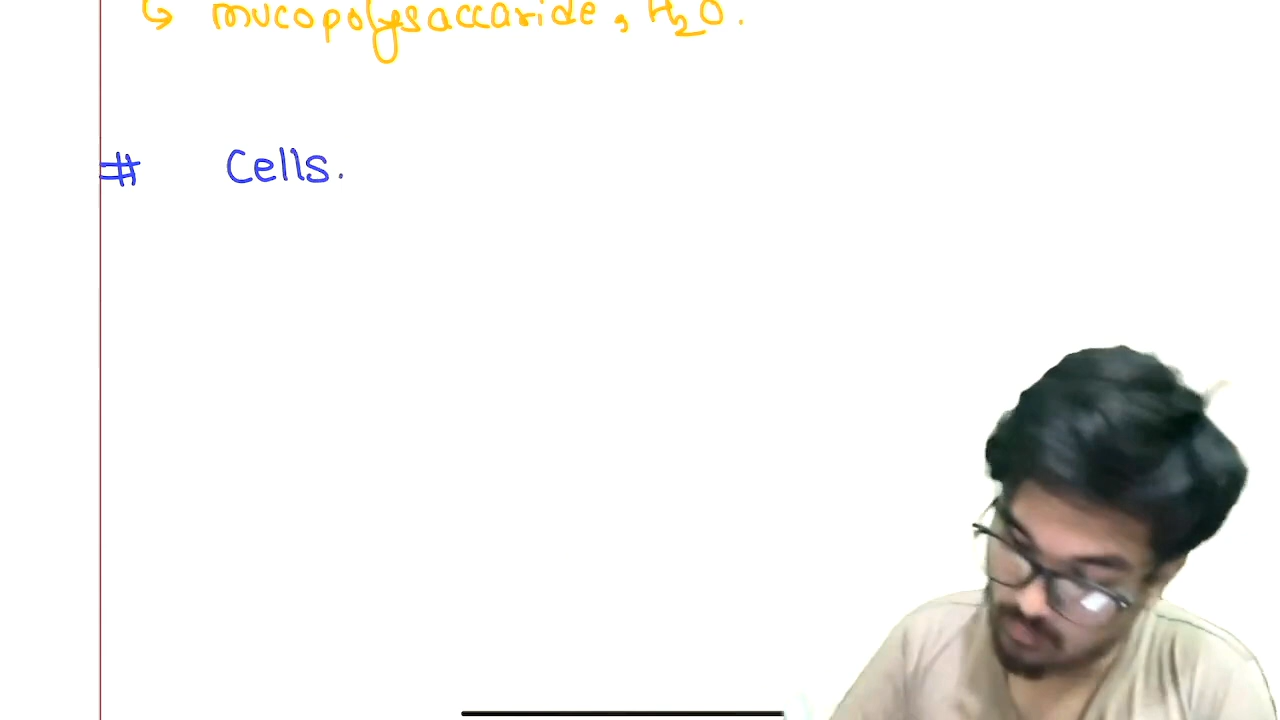 ↳ mucopolysaccaride, H₂O.
# Cells.